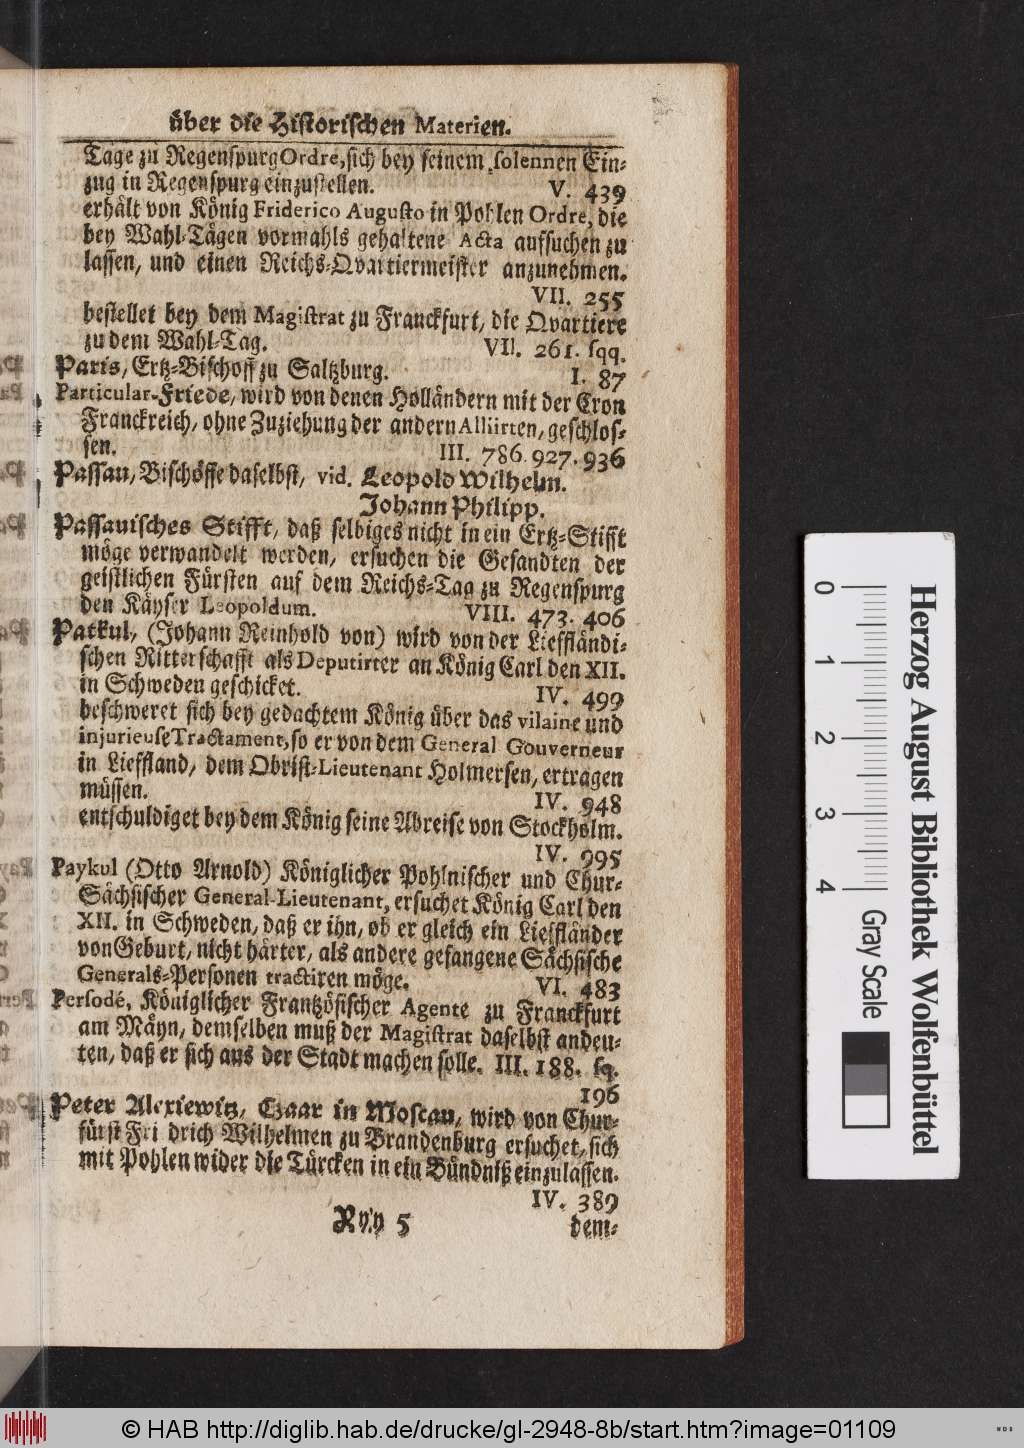 über die Historischen Materien.
Tage zu Regenspurg Ordre, sich bey seinem solennen Ein-
zug in Regenspurg einzustellen. V. 439
erhält von König Friderico Augusto in Pohlen Ordre, die
bey Wahl-Tägen vormahls gehaltene Acta aufsuchen zu
lassen, und einen Reichs-Qvartiermeister anzunehmen.
VII. 255
bestellet bey dem Magistrat zu Franckfurt, die Qvartiere
zu dem Wahl-Tag. VII. 261. sqq.
Paris, Ertz-Bischoff zu Saltzburg. I. 87
Particular-Friede, wird von denen Holländern mit der Cron
Franckreich, ohne Zuziehung der andern Alliirten, geschlos-
sen. III. 786. 927. 936
Passau, Bischöffe daselbst, vid. Leopold Wilhelm.
Johann Philipp.
Passauisches Stifft, daß selbiges nicht in ein Ertz-Stifft
möge verwandelt werden, ersuchen die Gesandten der
geistlichen Fürsten auf dem Reichs-Tag zu Regenspurg
den Käyser Leopoldum. VIII. 473. 406
Patkul, (Johann Reinhold von) wird von der Lieffländi-
schen Ritterschafft als Deputirter an König Carl den XII.
in Schweden geschicket. IV. 499
beschweret sich bey gedachtem König über das vilaine und
injurieuse Tractament, so er von dem General Gouverneur
in Lieffland, dem Obrist-Lieutenant Holmersen, ertragen
müssen. IV. 948
entschuldiget bey dem König seine Abreise von Stockholm.
IV. 995
Paykul (Otto Arnold) Königlicher Pohlnischer und Chur-
Sächsischer General-Lieutenant, ersuchet König Carl den
XII. in Schweden, daß er ihn, ob er gleich ein Liefländer
von Geburt, nicht härter, als andere gefangene Sächsische
Generals-Personen tractiren möge. VI. 483
Persodé, Königlicher Frantzösischer Agente zu Franckfurt
am Mäyn, demselben muß der Magistrat daselbst andeu-
ten, daß er sich aus der Stadt machen solle. III. 188. sq.
196
Peter Alexiewitz, Czaar in Moscau, wird von Chur-
fürst Fri drich Wilhelmen zu Brandenburg ersuchet, sich
mit Pohlen wider die Türcken in ein Bündniß einzulassen.
IV. 389
Ryy 5 dem-
0 1 2 3 4
Herzog August Bibliothek Wolfenbüttel
Gray Scale
© HAB http://diglib.hab.de/drucke/gl-2948-8b/start.htm?image=01109